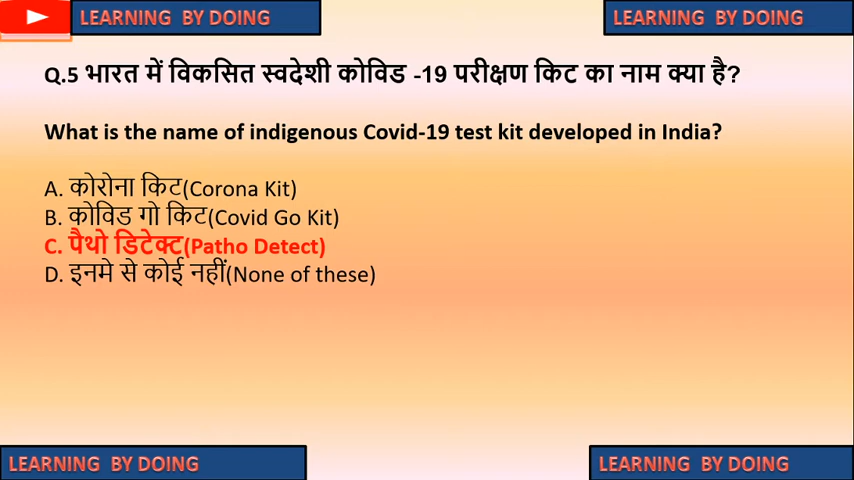 LEARNING BY DOING
LEARNING BY DOING
Q.5 भारत में विकसित स्वदेशी कोविड -19 परीक्षण किट का नाम क्या है?
What is the name of indigenous Covid-19 test kit developed in India?
A. कोरोना किट(Corona Kit)
B. कोविड गो किट(Covid Go Kit)
C. पैथो डिटेक्ट(Patho Detect)
D. इनमे से कोई नहीं(None of these)
LEARNING BY DOING
LEARNING BY DOING